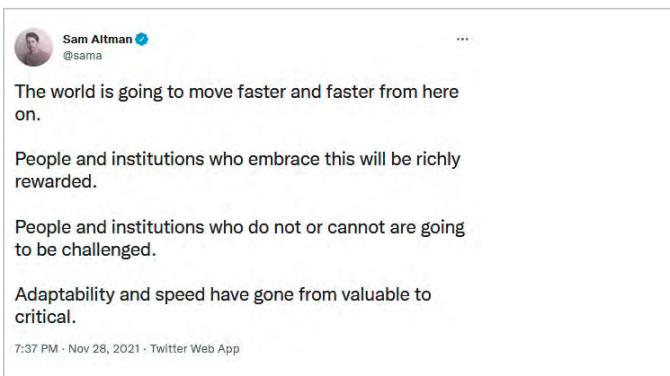 Sam Altman
@sama
...
The world is going to move faster and faster from here
on.
People and institutions who embrace this will be richly
rewarded.
People and institutions who do not or cannot are going
to be challenged.
Adaptability and speed have gone from valuable to
critical.
7:37 PM · Nov 28, 2021 · Twitter Web App